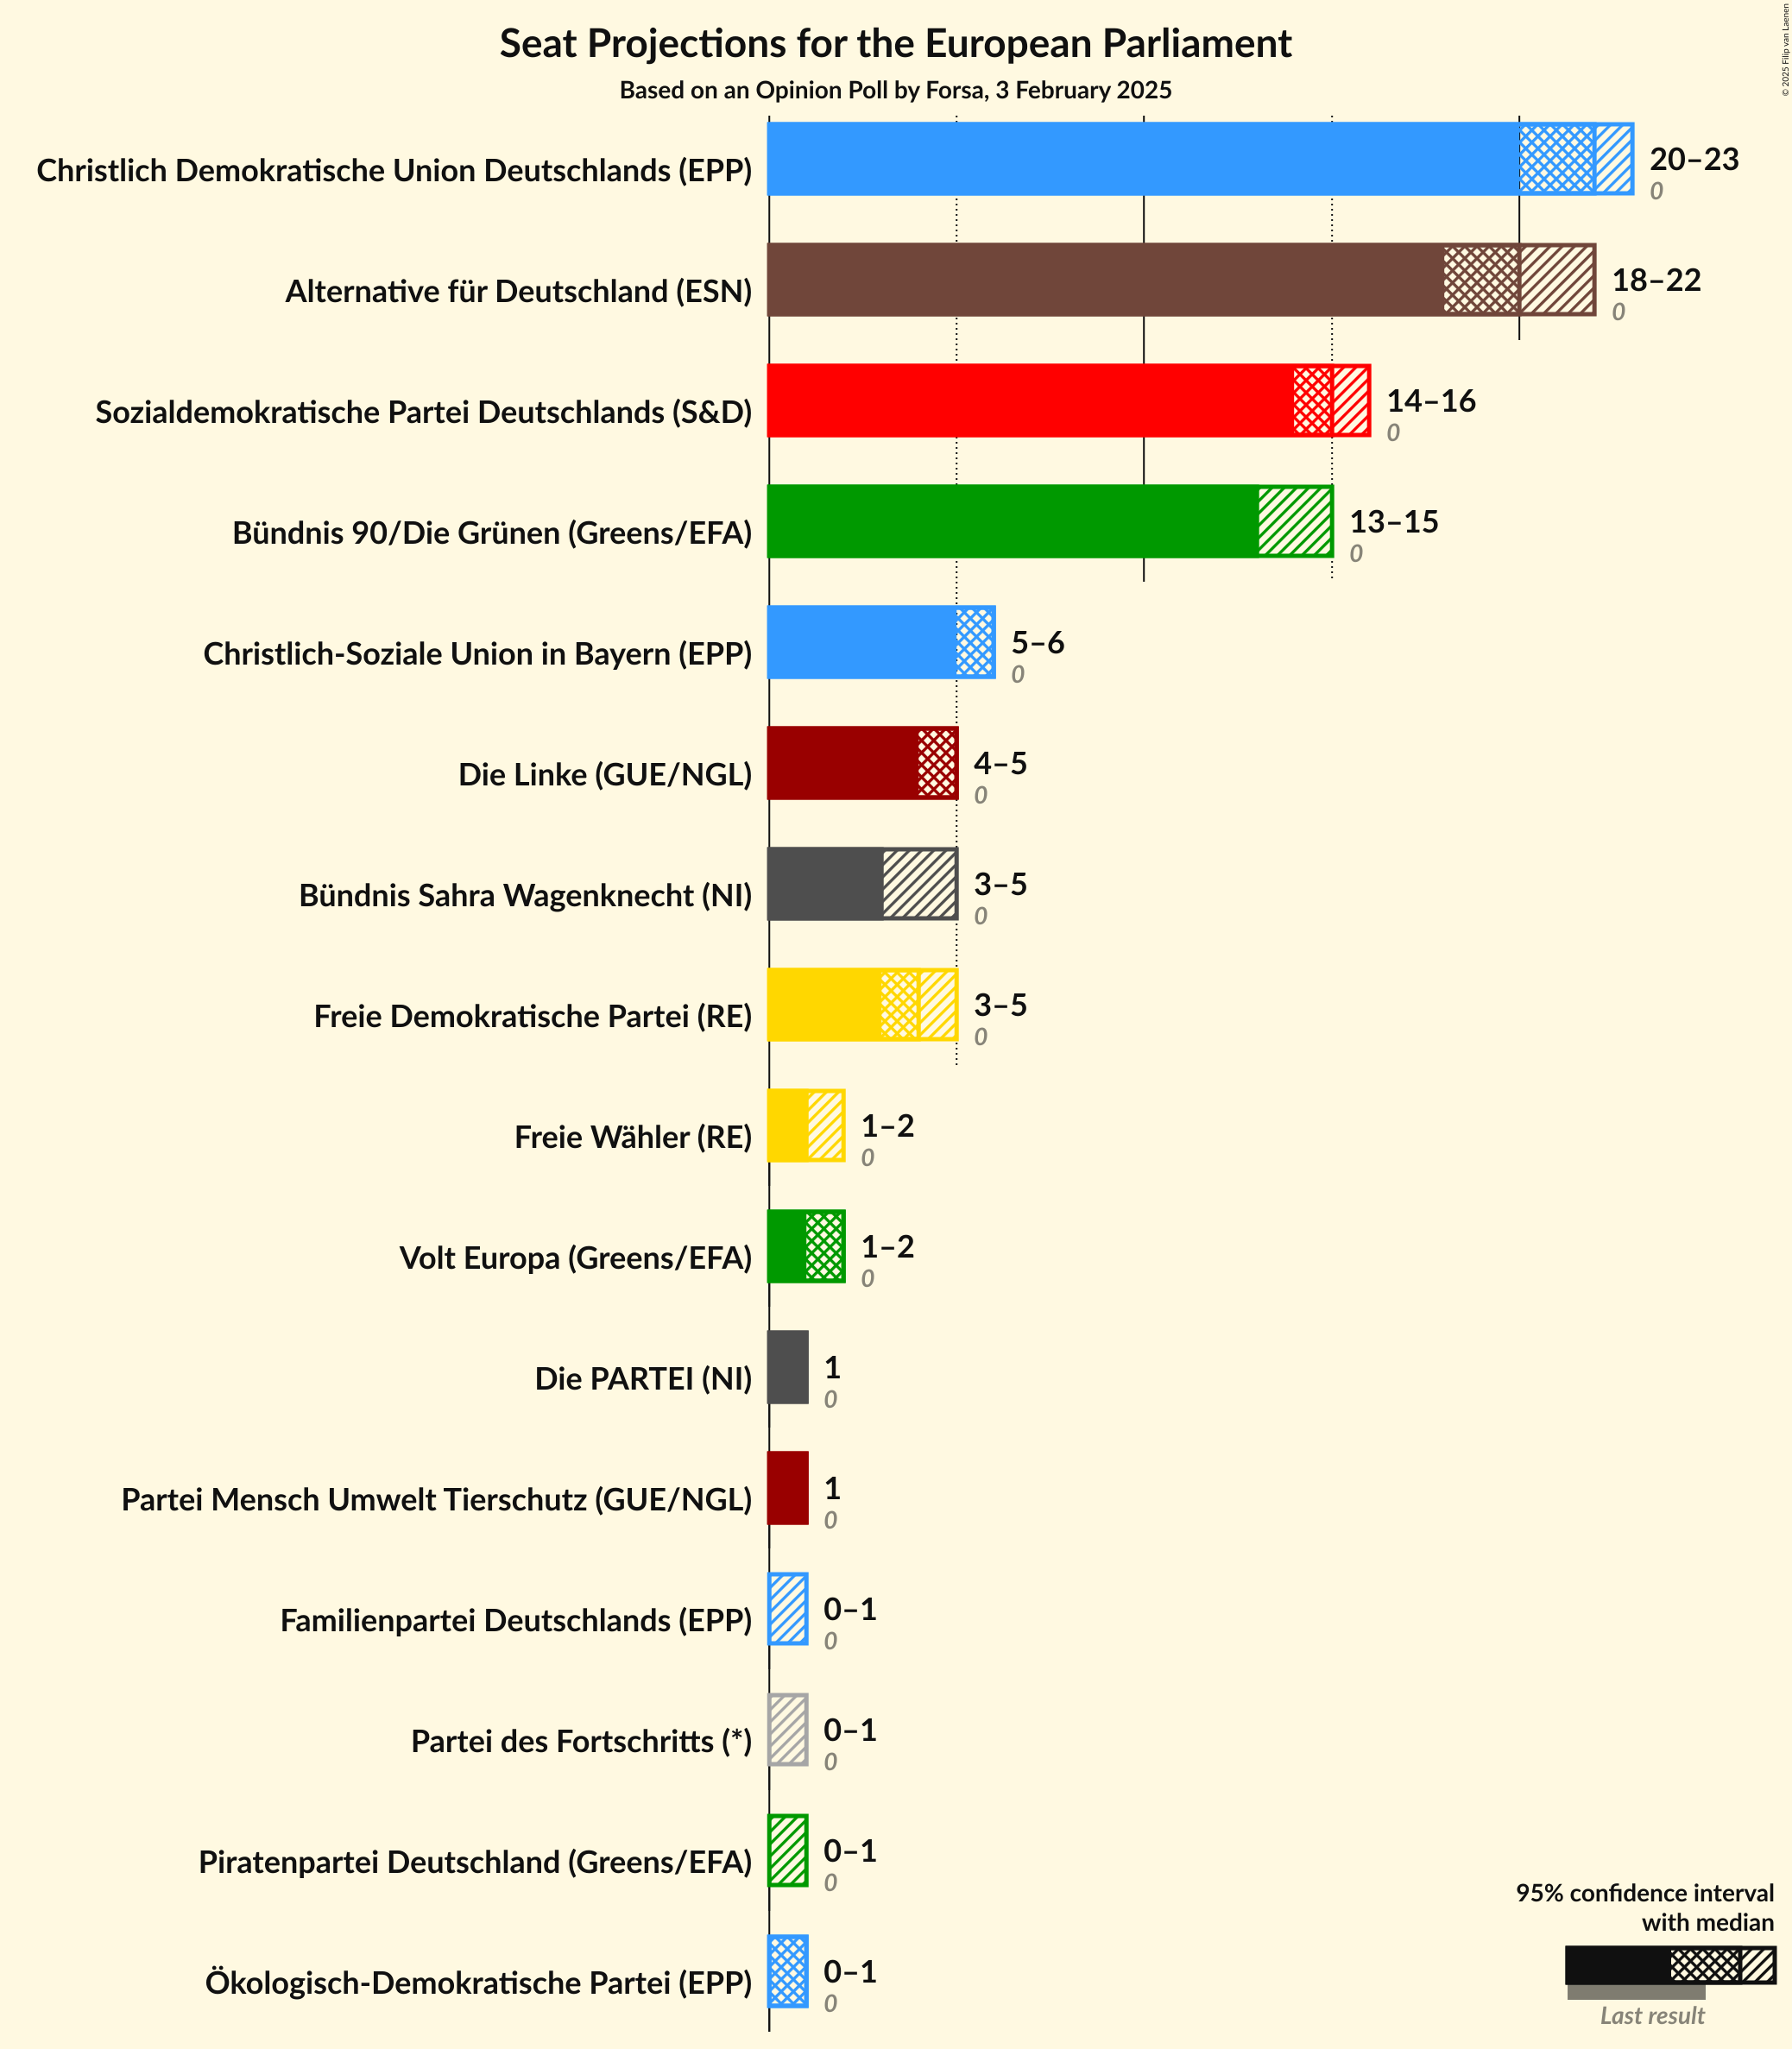 Seat Projections for the European Parliament
Based on an Opinion Poll by Forsa, 3 February 2025
© 2025 Filip van Laenen
Christlich Demokratische Union Deutschlands (EPP)
20–23
0
Alternative für Deutschland (ESN)
18–22
0
Sozialdemokratische Partei Deutschlands (S&D)
14–16
0
Bündnis 90/Die Grünen (Greens/EFA)
13–15
0
Christlich-Soziale Union in Bayern (EPP)
5–6
0
Die Linke (GUE/NGL)
4–5
0
Bündnis Sahra Wagenknecht (NI)
3–5
0
Freie Demokratische Partei (RE)
3–5
0
Freie Wähler (RE)
1–2
0
Volt Europa (Greens/EFA)
1–2
0
Die PARTEI (NI)
1
0
Partei Mensch Umwelt Tierschutz (GUE/NGL)
1
0
Familienpartei Deutschlands (EPP)
0–1
0
Partei des Fortschritts (*)
0–1
0
Piratenpartei Deutschland (Greens/EFA)
0–1
0
Ökologisch-Demokratische Partei (EPP)
0–1
0
95% confidence interval
with median
Last result